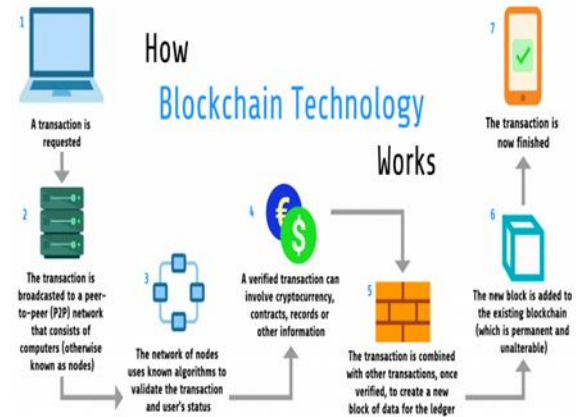 How
Blockchain Technology
Works
1
A transaction is
requested
2
The transaction is
broadcasted to a peer-
to-peer (P2P) network
that consists of
computers (otherwise
known as nodes)
3
The network of nodes
uses known algorithms to
validate the transaction
and user's status
4
€
$
A verified transaction can
involve cryptocurrency,
contracts, records or
other information
5
The transaction is combined
with other transactions, once
verified, to create a new
block of data for the ledger
6
The new block is added to
the existing blockchain
(which is permanent and
unalterable)
7
The transaction is
now finished